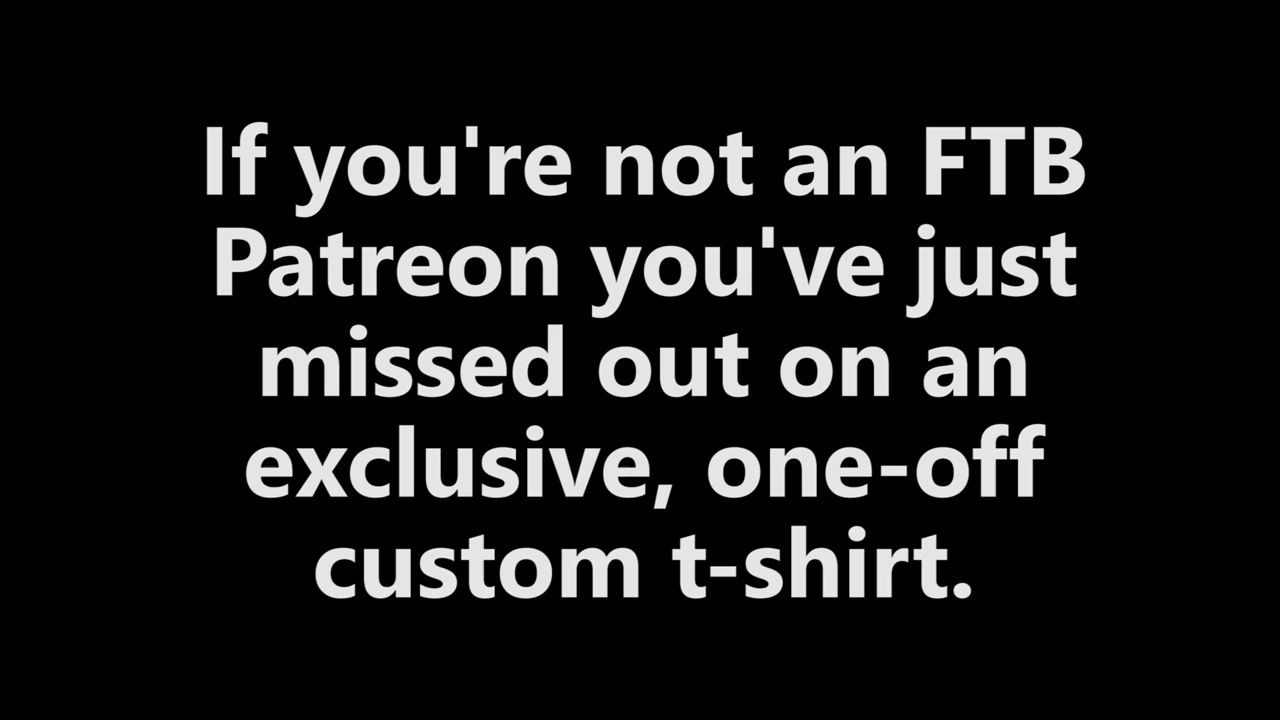 If you're not an FTB
Patreon you've just
missed out on an
exclusive, one-off
custom t-shirt.